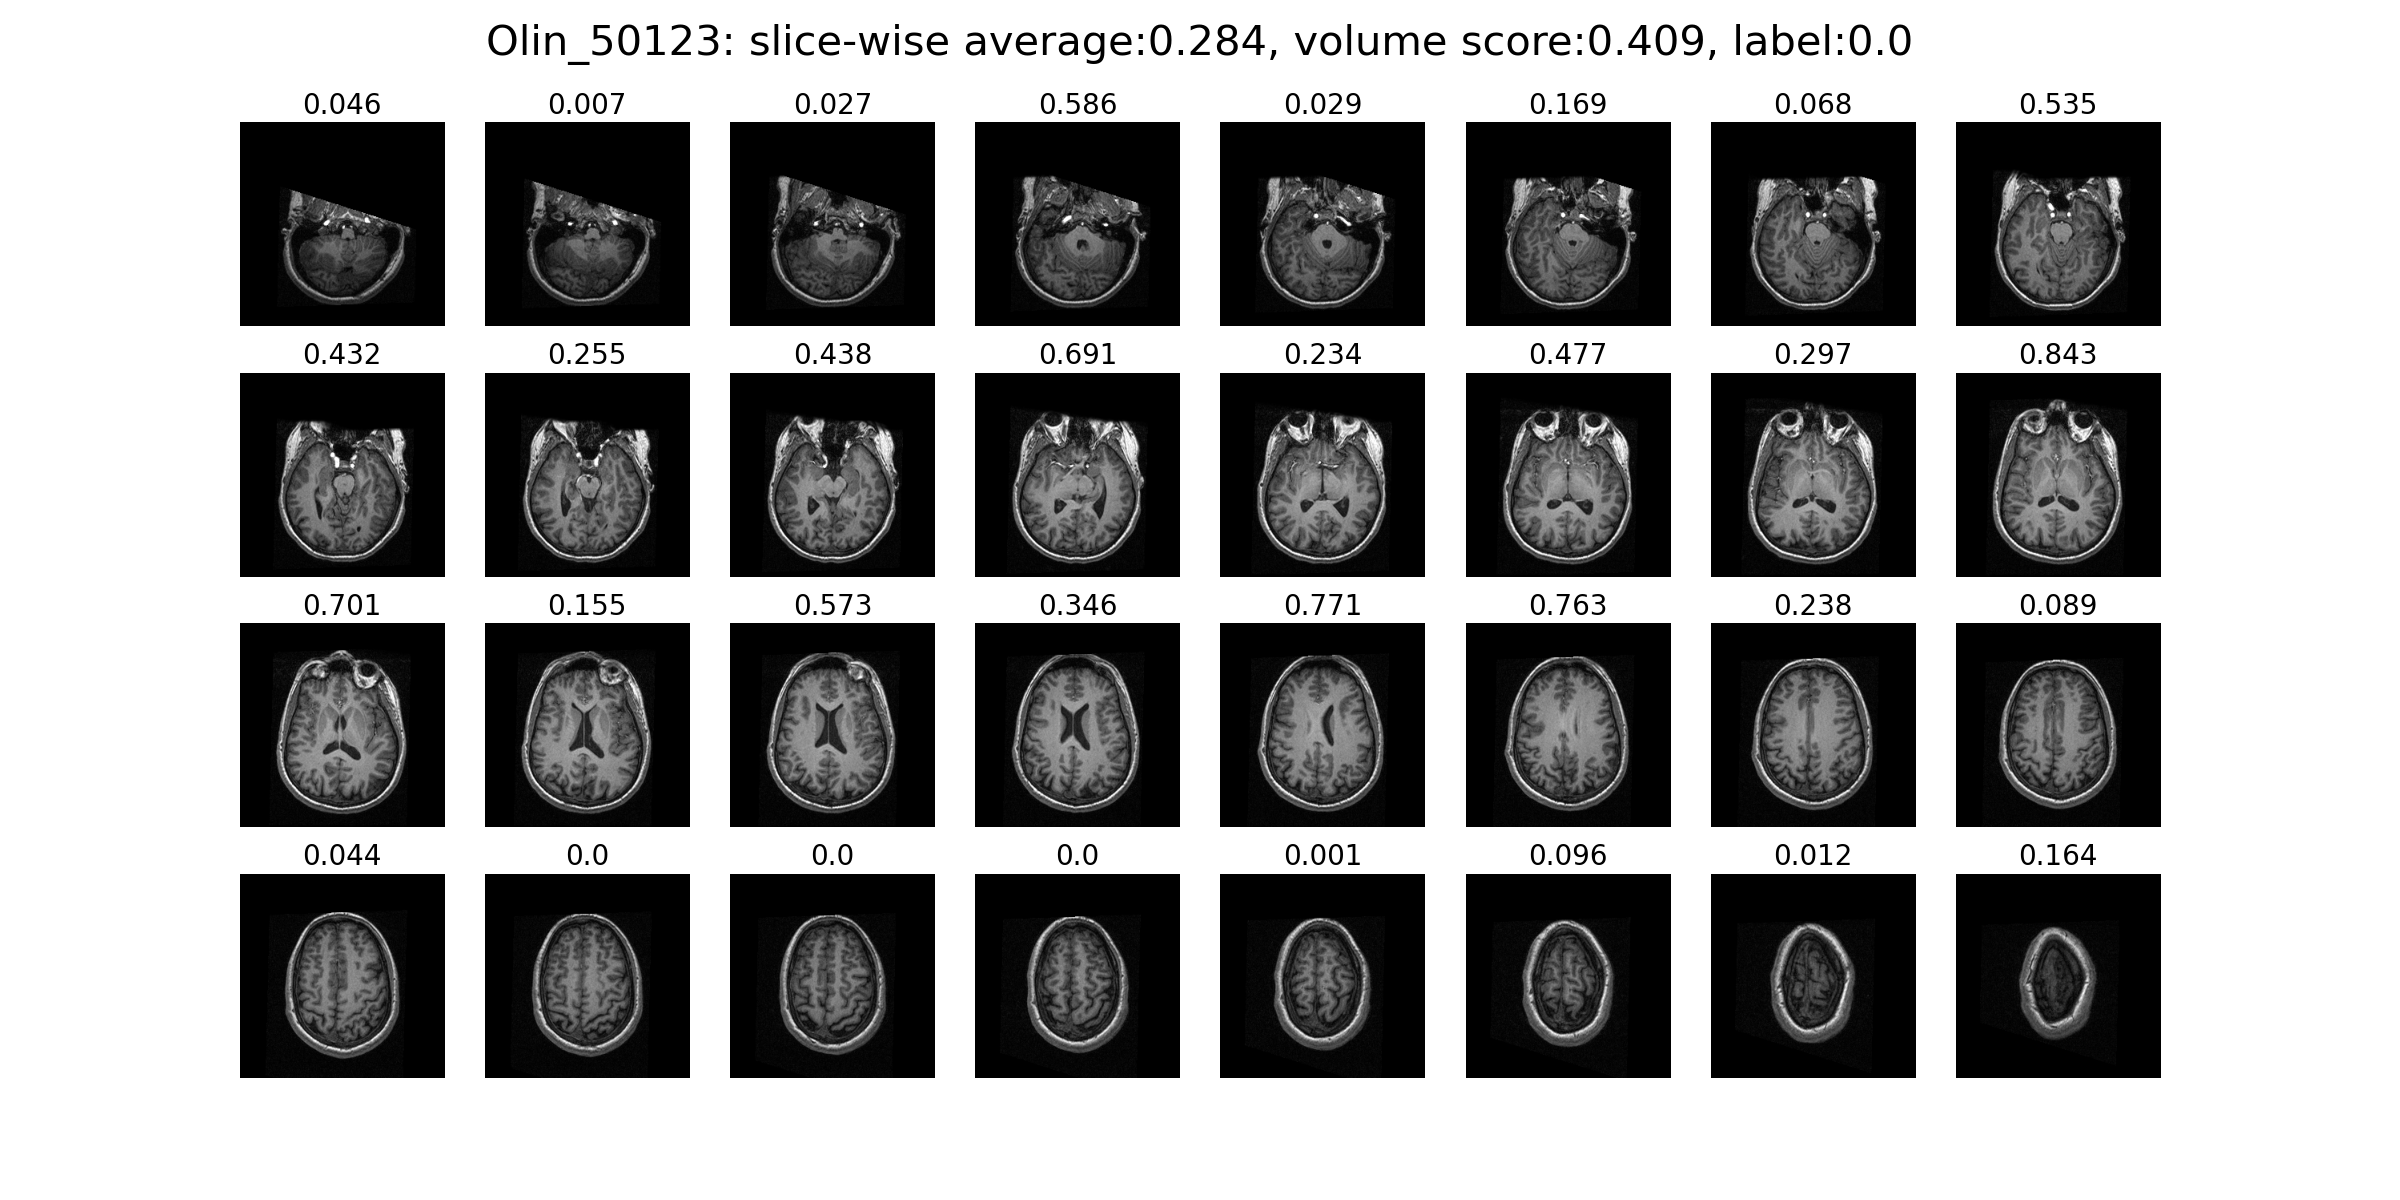 Olin_50123: slice-wise average:0.284, volume score:0.409, label:0.0
0.046 0.007 0.027 0.586 0.029 0.169 0.068 0.535
0.432 0.255 0.438 0.691 0.234 0.477 0.297 0.843
0.701 0.155 0.573 0.346 0.771 0.763 0.238 0.089
0.044 0.0 0.0 0.0 0.001 0.096 0.012 0.164